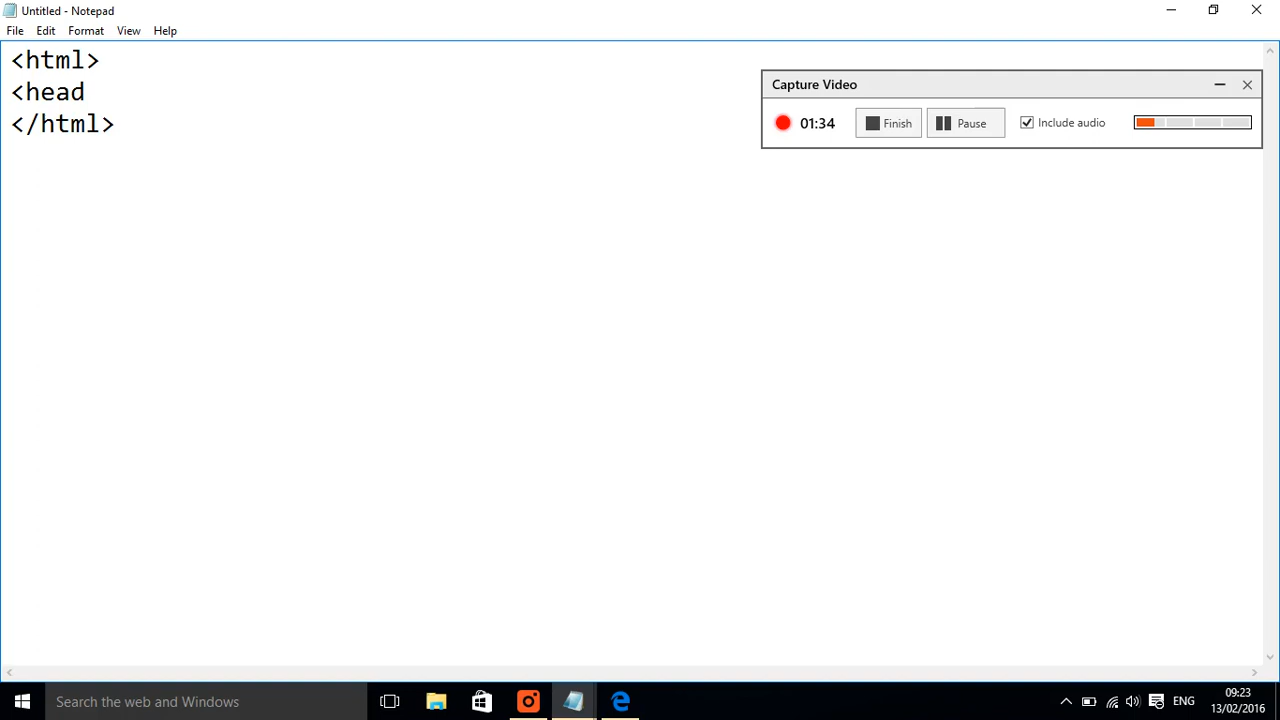 Untitled - Notepad
File Edit Format View Help
<html>
<head
</html>
Capture Video
01:34 Finish Pause Include audio
Search the web and Windows
ENG
09:23
13/02/2016